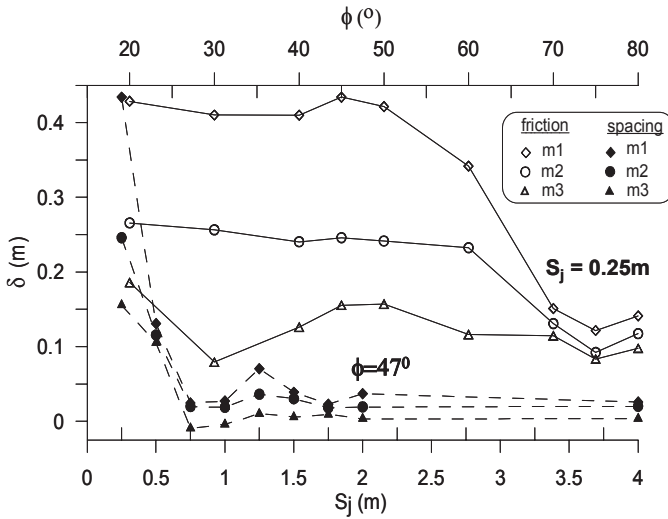 ϕ (º)
20 30 40 50 60 70 80
0.4
0.3
0.2
0.1
0
δ (m)
friction spacing
m1 m1
m2 m2
m3 m3
Sj = 0.25m
ϕ=47⁰
0 0.5 1 1.5 2 2.5 3 3.5 4
Sj (m)